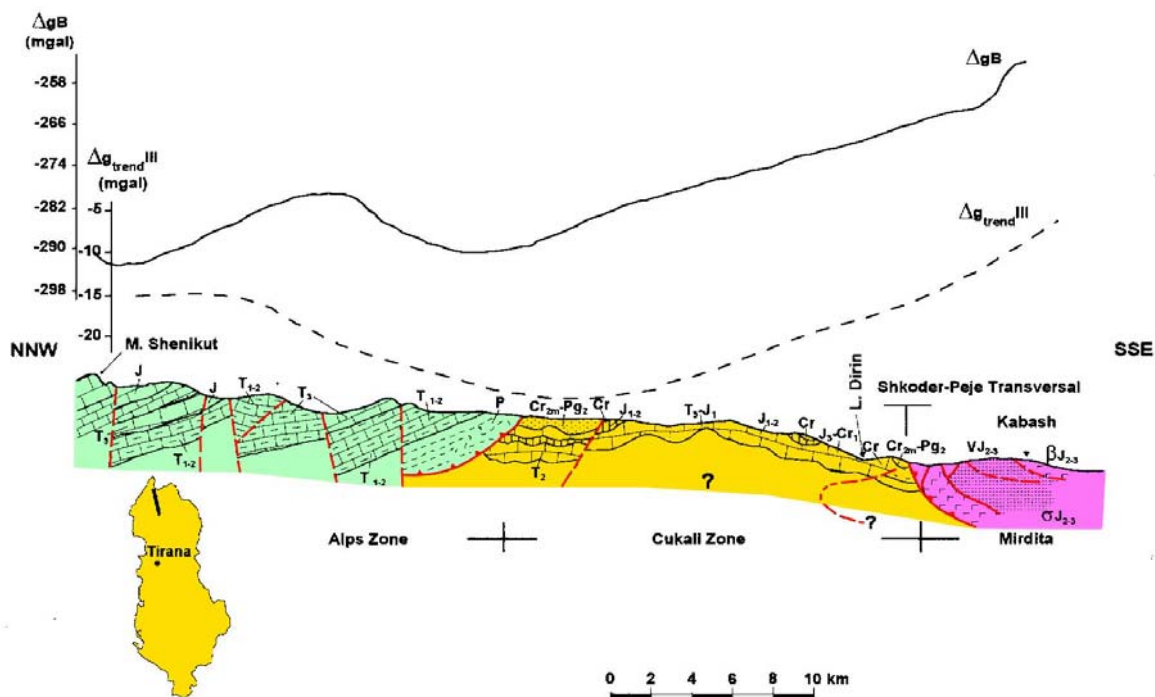 ΔgB
(mgal)
-258
-266
-274
-282
-290
-298
Δg_trend III
(mgal)
-5
-10
-15
-20
ΔgB
Δg_trend III
NNW
SSE
M. Shenikut
J
J
T1-2
T3
T1-2
P
Cr2m-Pg2
Cr
J1-2
T3-J1
J1-2
Cr
J3-Cr1
L. Dirin
Cr
Cr2m-Pg2
Shkoder-Peje Transversal
Kabash
VJ2-3
βJ2-3
T3
T1-2
T1-2
T2
?
?
σJ2-3
Alps Zone
Cukali Zone
Mirdita
Tirana
0 2 4 6 8 10 km